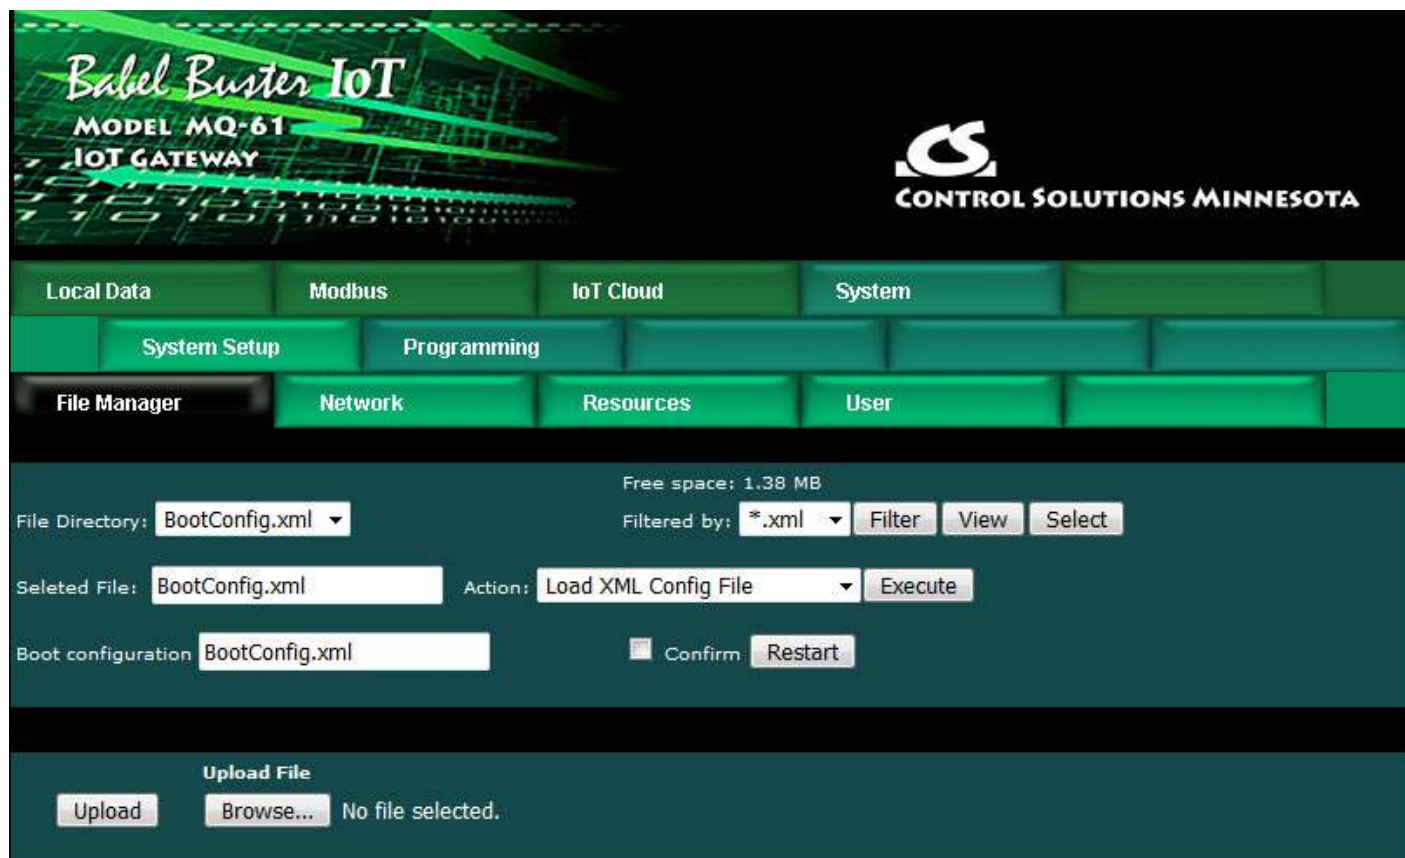 Babel Buster IoT
MODEL MQ-61
IOT GATEWAY
CS
CONTROL SOLUTIONS MINNESOTA
Local Data Modbus IoT Cloud System
System Setup Programming
File Manager Network Resources User
Free space: 1.38 MB
File Directory: BootConfig.xml Filtered by: *.xml Filter View Select
Seleted File: BootConfig.xml Action: Load XML Config File Execute
Boot configuration BootConfig.xml Confirm Restart
Upload File
Upload Browse... No file selected.